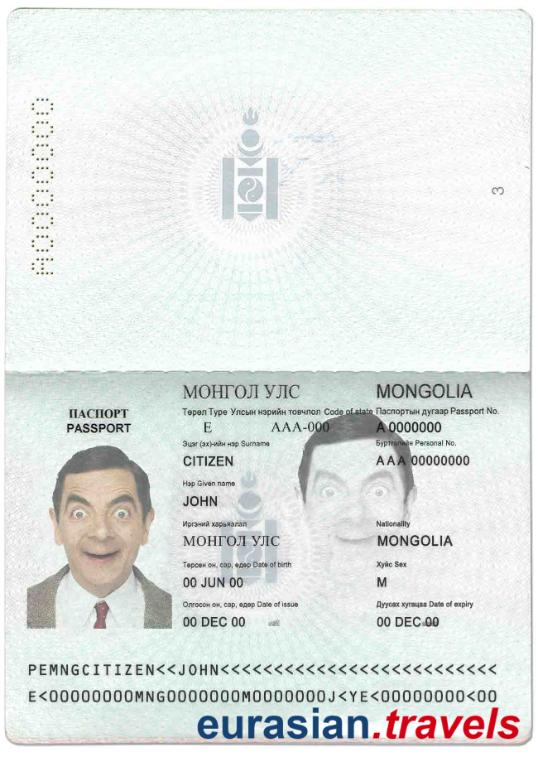 A0000000
3
МОНГОЛ УЛС MONGOLIA
ПАСПОРТ
PASSPORT
Төрөл Type Улсын нэрийн товчлол Code of state Паспортын дугаар Passport No.
E AAA-000 A 0000000
Эцэг (эх)-ийн нэр Surname Бүртгэлийн Personal No.
CITIZEN A A A 00000000
Нэр Given name
JOHN
Иргэний харьяалал Nationality
МОНГОЛ УЛС MONGOLIA
Төрсөн он, сар, өдөр Date of birth Хүйс Sex
00 JUN 00 M
Олгосон он, сар, өдөр Date of issue Дуусах хугацаа Date of expiry
00 DEC 00 00 DEC 00
PEMNGCITIZEN<<JOHN<<<<<<<<<<<<<<<<<<<<<<<<<<
E<00000000MNG0000000M0000000J<YE<00000000<00
eurasian.travels